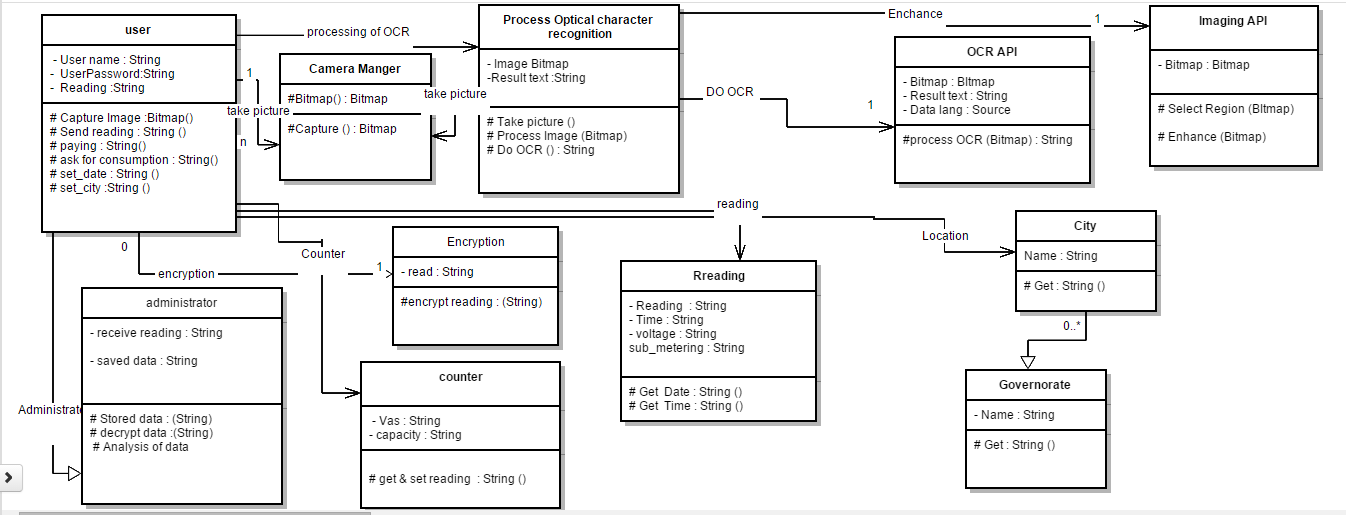 user
- User name : String
- UserPassword:String
- Reading :String
# Capture Image :Bitmap()
# Send reading : String ()
# paying : String()
# ask for consumption : String()
# set_date : String ()
# set_city :String ()
processing of OCR
1
take picture
n
Camera Manger
#Bitmap() : Bitmap
#Capture () : Bitmap
take picture
Process Optical character
recognition
- Image Bitmap
-Result text :String
# Take picture ()
# Process Image (Bitmap)
# Do OCR () : String
Enchance
1
DO OCR
1
OCR API
- Bitmap : BItmap
- Result text : String
- Data lang : Source
#process OCR (Bitmap) : String
Imaging API
- Bitmap : Bitmap
# Select Region (BItmap)
# Enhance (Bitmap)
reading
Location
Counter
0
encryption
1
Encryption
- read : String
#encrypt reading : (String)
City
Name : String
# Get : String ()
0..*
Governorate
- Name : String
# Get : String ()
Rreading
- Reading : String
- Time : String
- voltage : String
sub_metering : String
# Get Date : String ()
# Get Time : String ()
administrator
- receive reading : String
- saved data : String
# Stored data : (String)
# decrypt data :(String)
# Analysis of data
Administrate
counter
- Vas : String
- capacity : String
# get & set reading : String ()